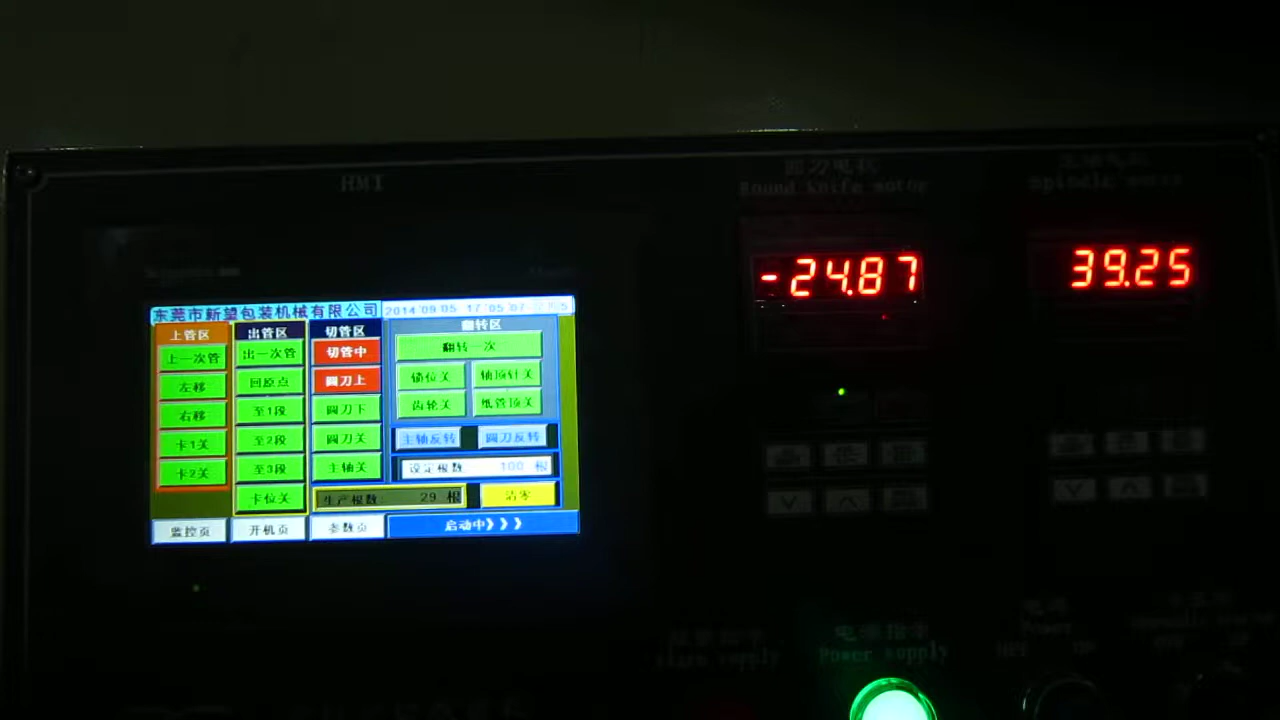 HMI
圆刀电机
Round knife motor
Spindle motor
-24.87
39.25
东莞市新望包装机械有限公司
2014 09 05 17 05 07
上管区
出管区
切管区
翻转区
上一次管
出一次管
切管中
翻转一次
左移
回原点
圆刀上
锁位关
轴顶针关
右移
至1段
圆刀下
齿轮关
纸管顶关
卡1关
至2段
圆刀关
主轴反转
圆刀反转
卡2关
至3段
主轴关
设定根数
100 根
卡位关
生产根数
29 根
清零
监控页
开机页
参数页
启动中》》》
电源指示
Power supply